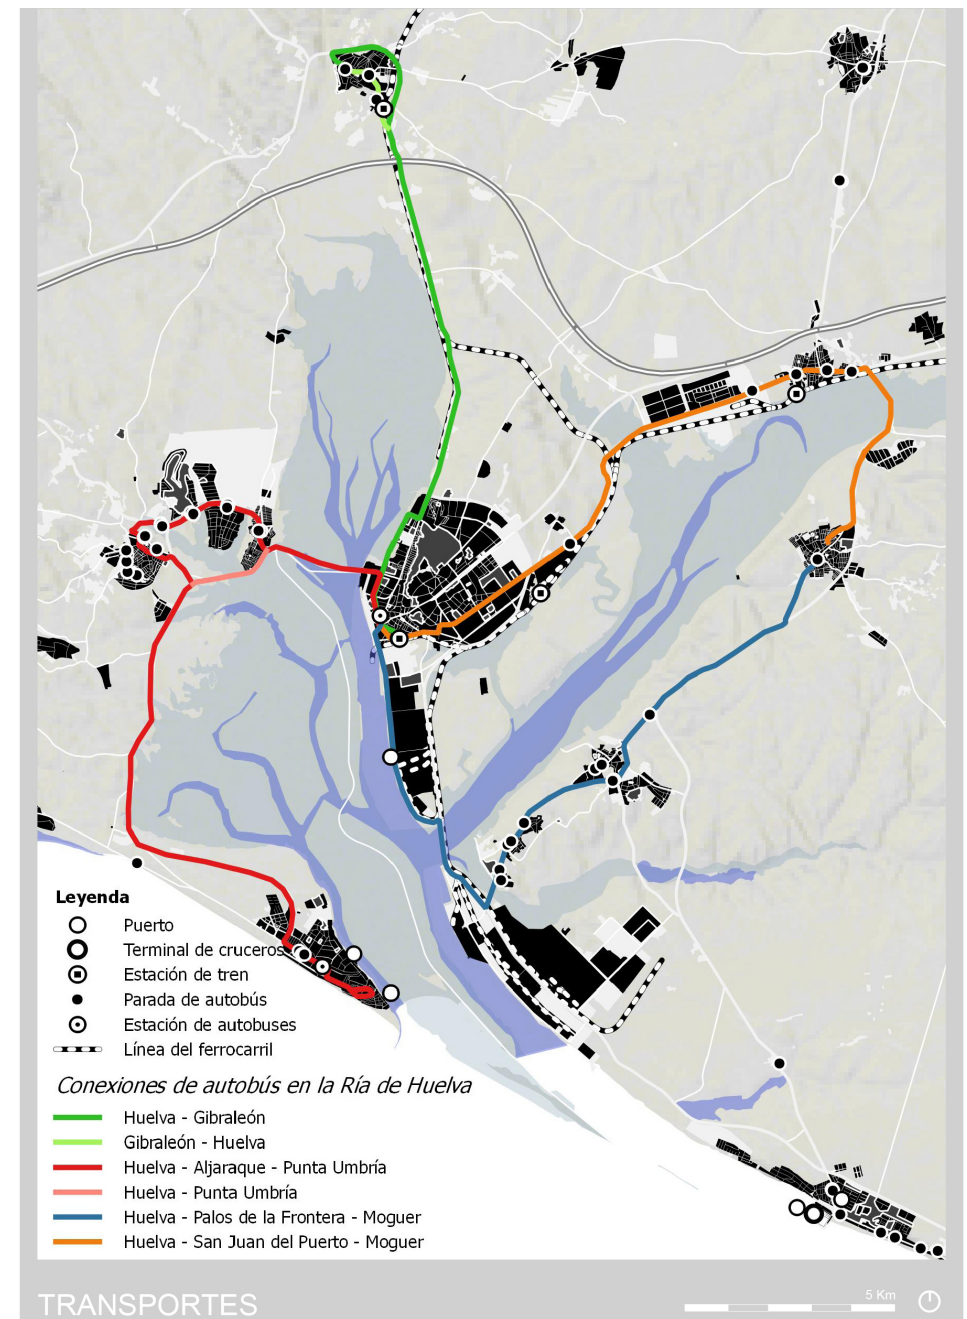 Leyenda
Puerto
Terminal de cruceros
Estación de tren
Parada de autobús
Estación de autobuses
Línea del ferrocarril
Conexiones de autobús en la Ría de Huelva
Huelva - Gibraleón
Gibraleón - Huelva
Huelva - Aljaraque - Punta Umbría
Huelva - Punta Umbría
Huelva - Palos de la Frontera - Moguer
Huelva - San Juan del Puerto - Moguer
TRANSPORTES
5 Km